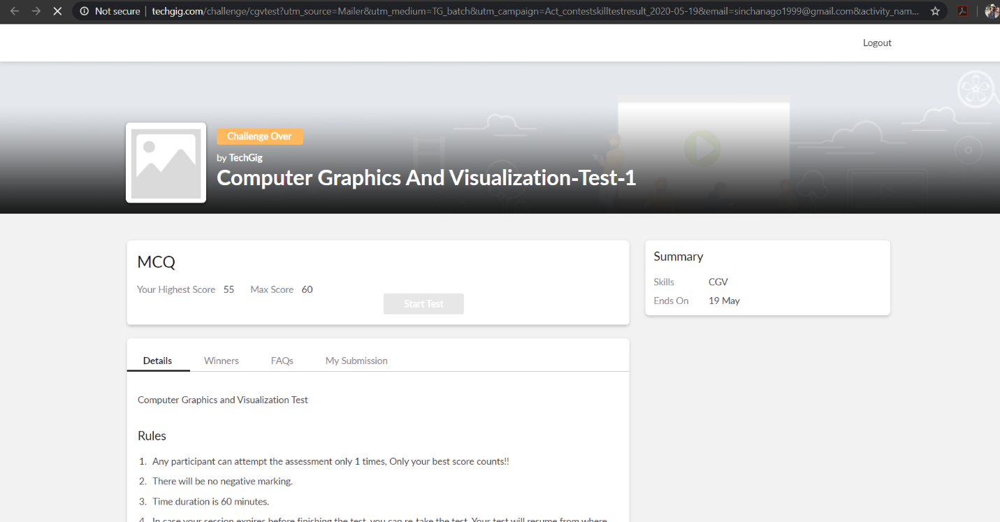 Not secure | techgig.com/challenge/cgvtest?utm_source=Mailer&utm_medium=TG_batch&utm_campaign=Act_contestskilltestresult_2020-05-19&email=sinchanago1999@gmail.com&activity_nam...
Logout
Challenge Over
by TechGig
Computer Graphics And Visualization-Test-1
MCQ
Your Highest Score 55 Max Score 60
Start Test
Summary
Skills CGV
Ends On 19 May
Details Winners FAQs My Submission
Computer Graphics and Visualization Test
Rules
1. Any participant can attempt the assessment only 1 times, Only your best score counts!!
2. There will be no negative marking.
3. Time duration is 60 minutes.
4. In case your session expires before finishing the test, you can re-take the test. Your test will resume from where